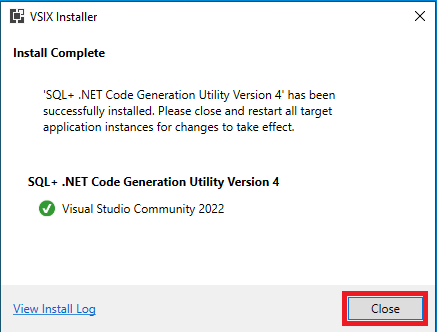 VSIX Installer
Install Complete
'SQL+ .NET Code Generation Utility Version 4' has been
successfully installed. Please close and restart all target
application instances for changes to take effect.
SQL+ .NET Code Generation Utility Version 4
Visual Studio Community 2022
View Install Log
Close